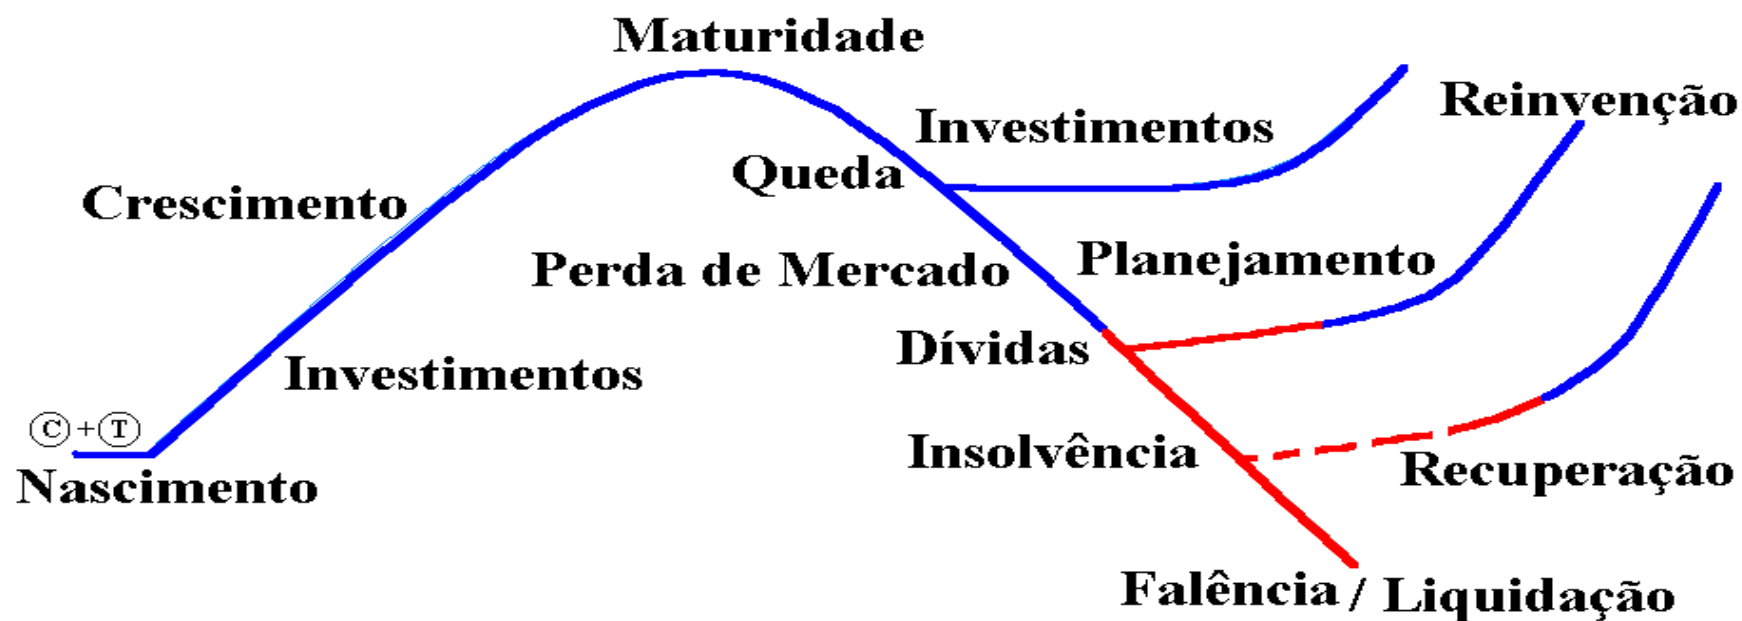 Maturidade
Reinvenção
Investimentos
Queda
Crescimento
Planejamento
Perda de Mercado
Dívidas
Investimentos
Ⓒ+Ⓣ
Insolvência
Recuperação
Nascimento
Falência / Liquidação